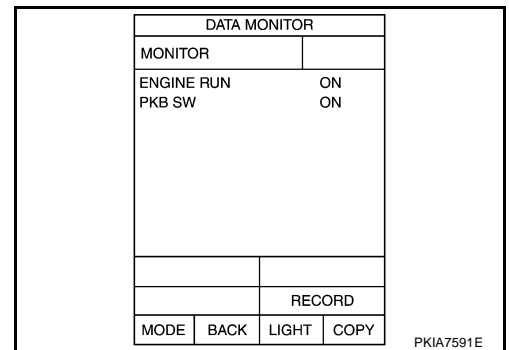 DATA MONITOR
MONITOR
ENGINE RUN ON
PKB SW ON
RECORD
MODE BACK LIGHT COPY
PKIA7591E